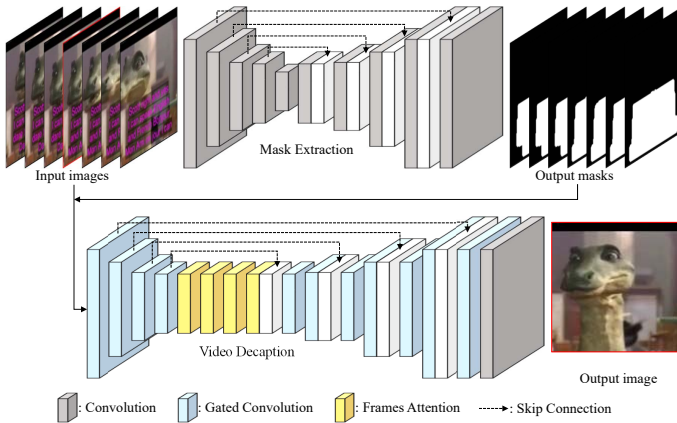 Mask Extraction
Input images
Output masks
Video Decaption
Output image
: Convolution
: Gated Convolution
: Frames Attention
: Skip Connection